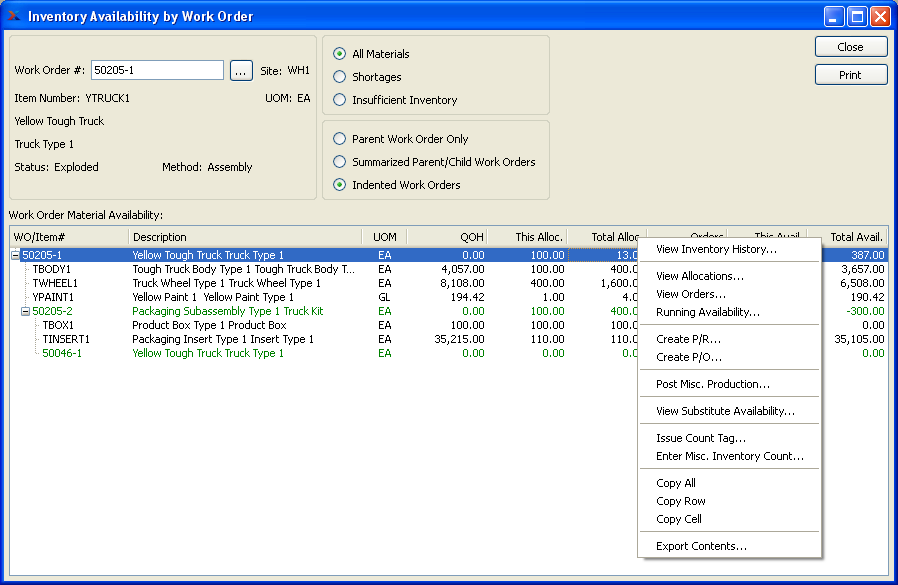 Inventory Availability by Work Order
Work Order #: 50205-1 ... Site: WH1
Item Number: YTRUCK1 UOM: EA
Yellow Tough Truck
Truck Type 1
Status: Exploded Method: Assembly
All Materials
Shortages
Insufficient Inventory
Parent Work Order Only
Summarized Parent/Child Work Orders
Indented Work Orders
Close
Print
Work Order Material Availability:
WO/Item# Description UOM QOH This Alloc. Total Alloc. Orders This Avail. Total Avail.
50205-1 Yellow Tough Truck Truck Type 1 EA 0.00 100.00 13.0 387.00
TBODY1 Tough Truck Body Type 1 Tough Truck Body T... EA 4,057.00 100.00 400.0 3,657.00
TWHEEL1 Truck Wheel Type 1 Truck Wheel Type 1 EA 8,108.00 400.00 1,600.0 6,508.00
YPAINT1 Yellow Paint 1 Yellow Paint Type 1 GL 194.42 1.00 4.0 190.42
50205-2 Packaging Subassembly Type 1 Truck Kit EA 0.00 100.00 400.0 -300.00
TBOX1 Product Box Type 1 Product Box EA 100.00 100.00 100.0 0.00
TINSERT1 Packaging Insert Type 1 Insert Type 1 EA 35,215.00 110.00 110.0 35,105.00
50046-1 Yellow Tough Truck Truck Type 1 EA 0.00 0.00 0.0 0.00
View Inventory History...
View Allocations...
View Orders...
Running Availability...
Create P/R...
Create P/O...
Post Misc. Production...
View Substitute Availability...
Issue Count Tag...
Enter Misc. Inventory Count...
Copy All
Copy Row
Copy Cell
Export Contents...